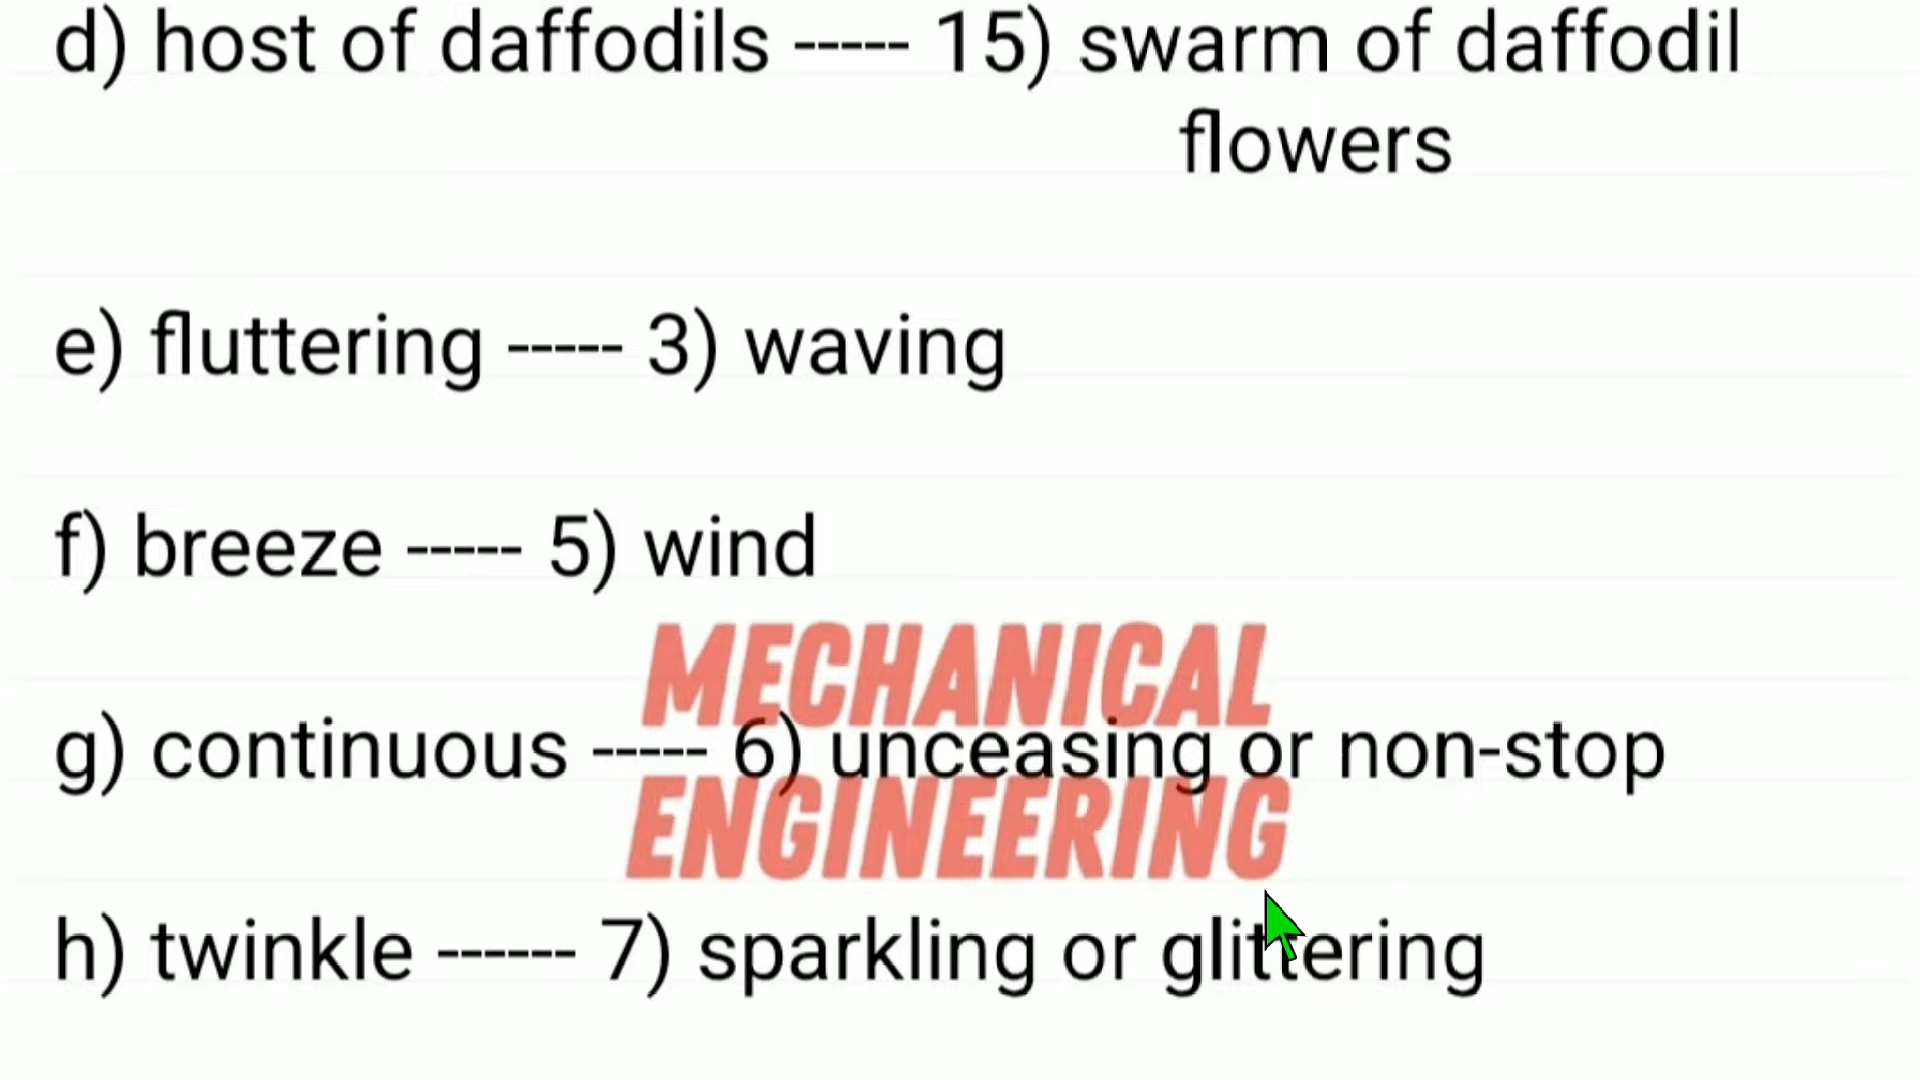 d) host of daffodils ----- 15) swarm of daffodil
flowers
e) fluttering ----- 3) waving
f) breeze ----- 5) wind
MECHANICAL
g) continuous ----- 6) unceasing or non-stop
ENGINEERING
h) twinkle ------ 7) sparkling or glittering